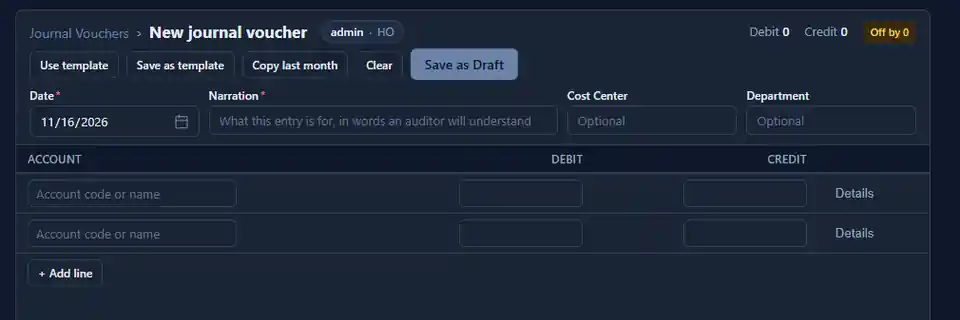 Journal Vouchers › New journal voucher admin · HO Debit 0 Credit 0 Off by 0
Use template Save as template Copy last month Clear Save as Draft
Date* Narration* Cost Center Department
11/16/2026 What this entry is for, in words an auditor will understand Optional Optional
ACCOUNT DEBIT CREDIT
Account code or name Details
Account code or name Details
+ Add line